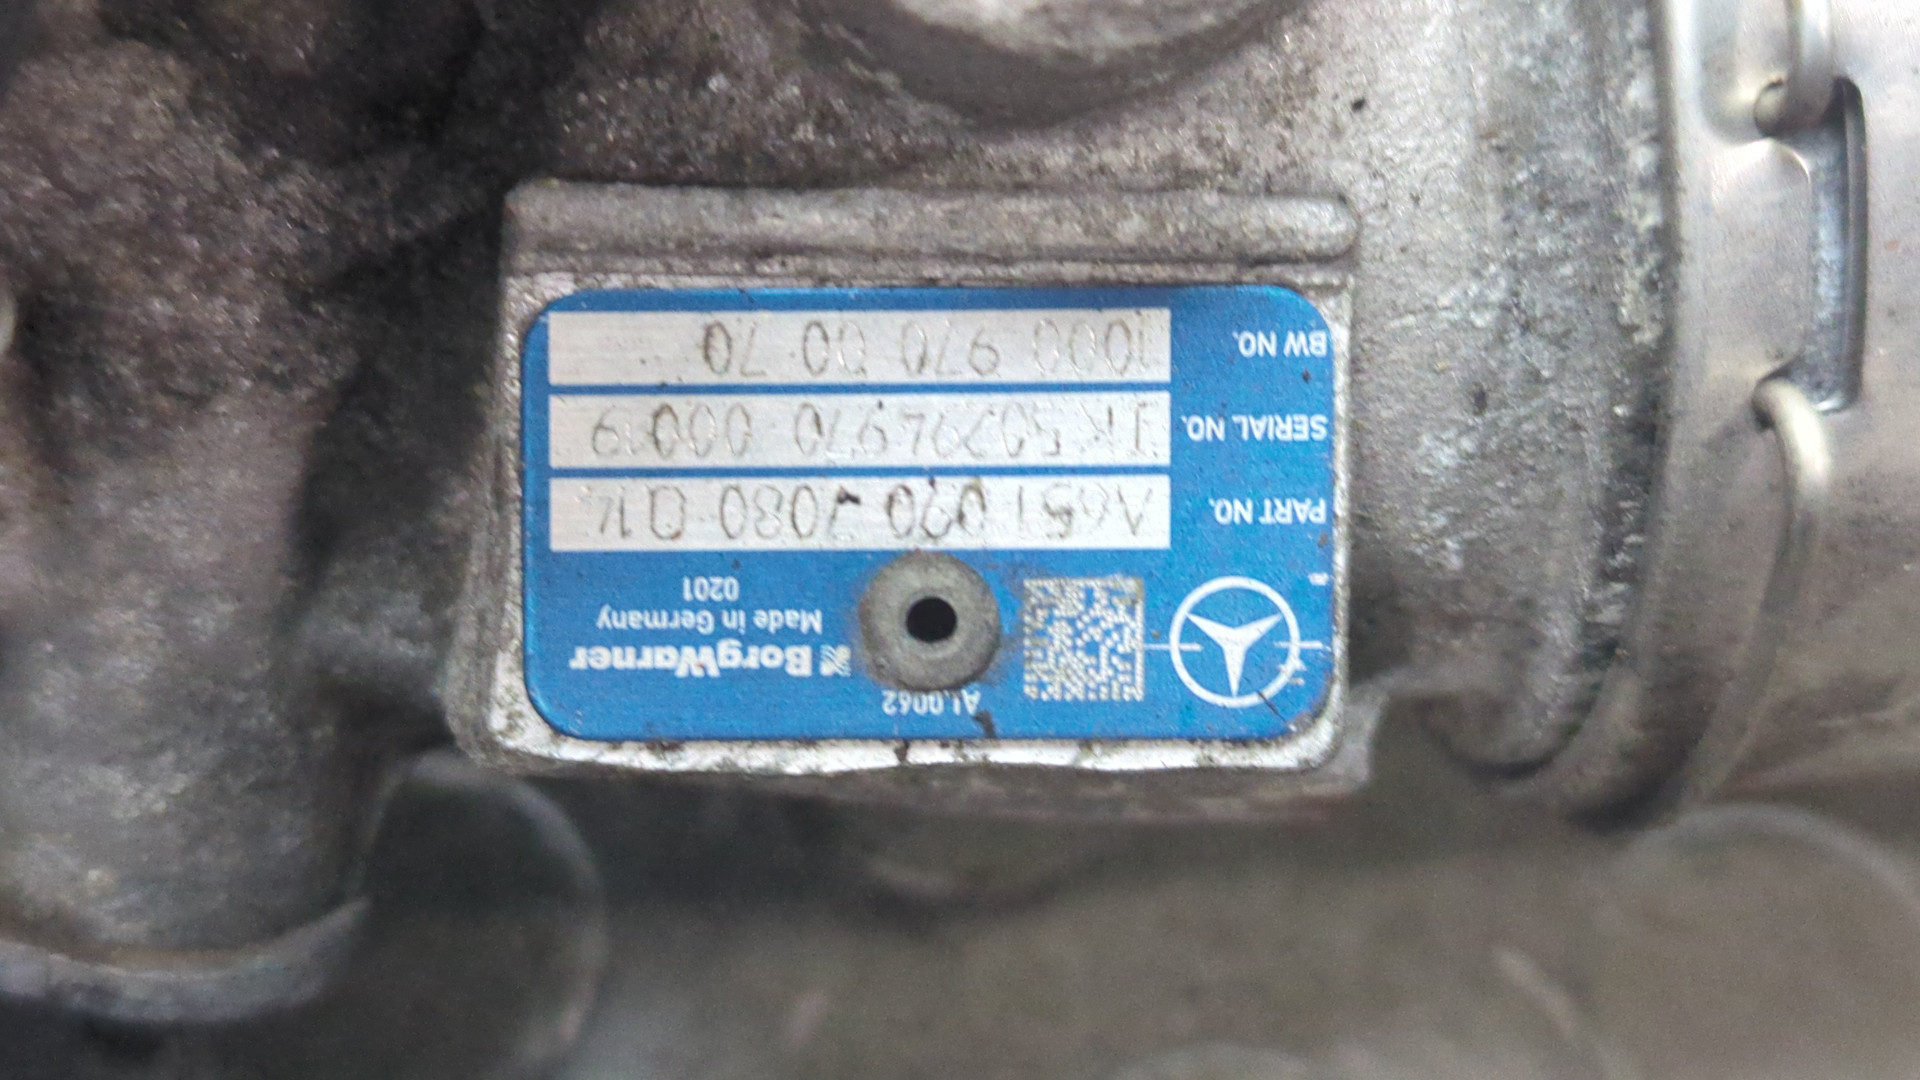 AL0062
BorgWarner
Made in Germany
0201
PART NO. A651 090 7080
SERIAL NO.
BW NO. 1000 970 00 70